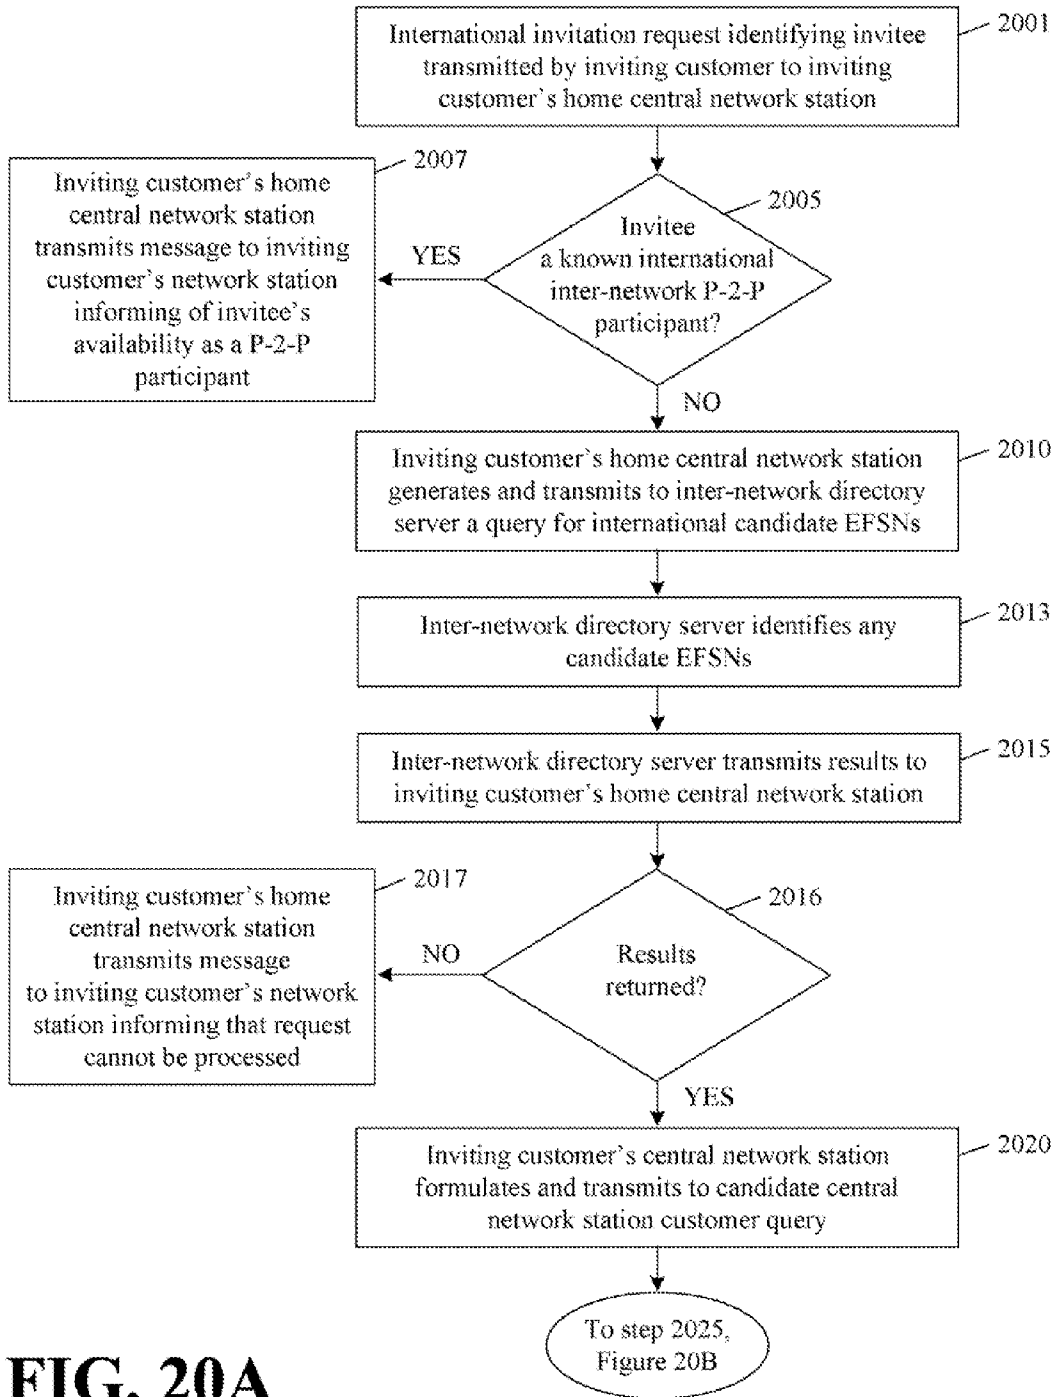 International invitation request identifying invitee
transmitted by inviting customer to inviting
customer's home central network station
2001
2007
Inviting customer's home
central network station
transmits message to inviting
customer's network station
informing of invitee's
availability as a P-2-P
participant
YES
2005
Invitee
a known international
inter-network P-2-P
participant?
NO
Inviting customer's home central network station
generates and transmits to inter-network directory
server a query for international candidate EFSNs
2010
Inter-network directory server identifies any
candidate EFSNs
2013
Inter-network directory server transmits results to
inviting customer's home central network station
2015
2017
Inviting customer's home
central network station
transmits message
to inviting customer's network
station informing that request
cannot be processed
NO
2016
Results
returned?
YES
Inviting customer's central network station
formulates and transmits to candidate central
network station customer query
2020
To step 2025,
Figure 20B
FIG. 20A